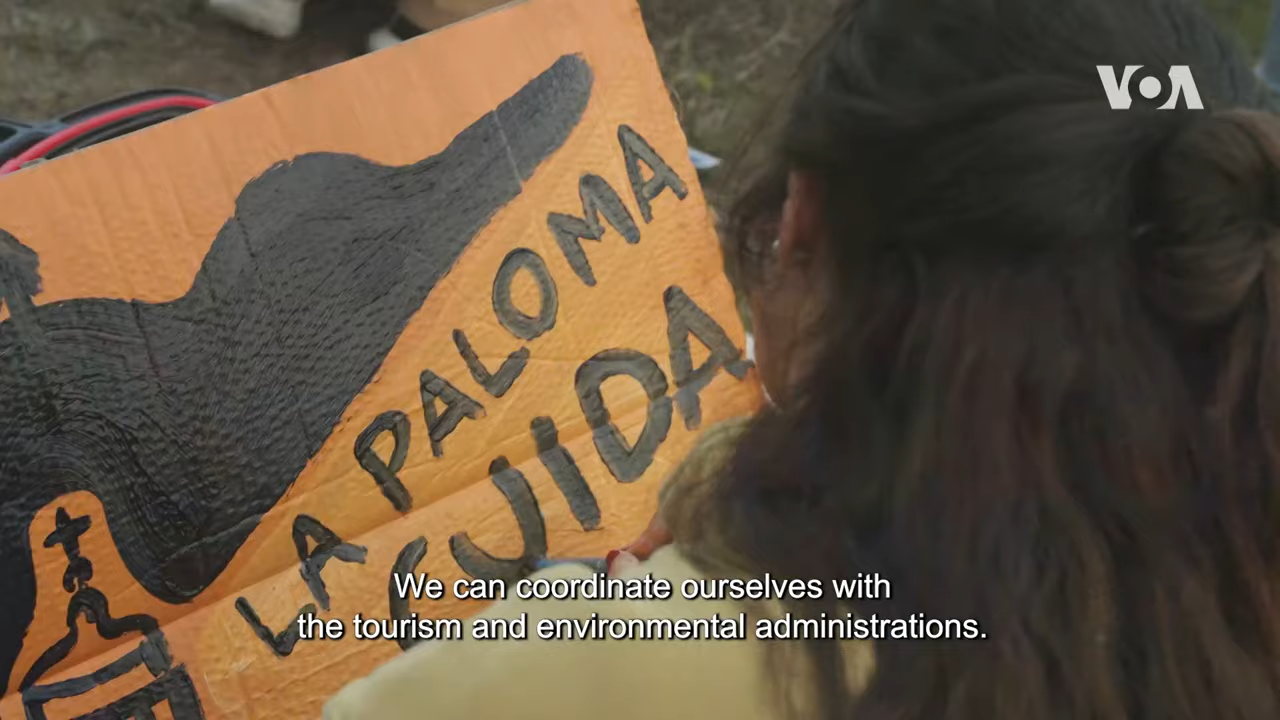 VOA
LA PALOMA
CUIDA
We can coordinate ourselves with
the tourism and environmental administrations.